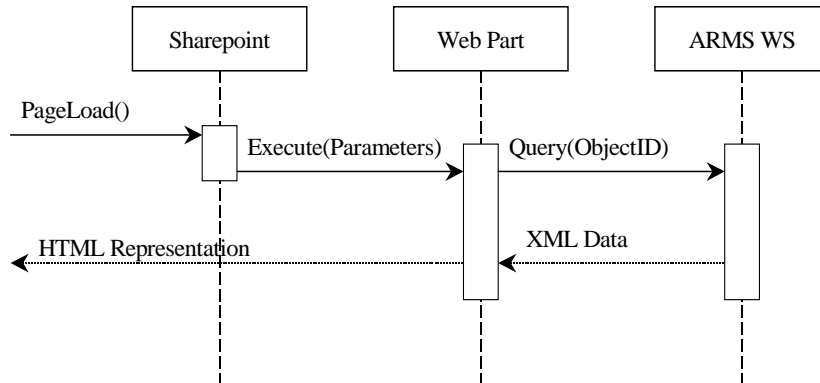 Sharepoint
Web Part
ARMS WS
PageLoad()
Execute(Parameters)
Query(ObjectID)
HTML Representation
XML Data